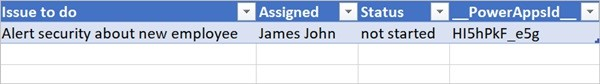 Issue to do Assigned Status __PowerAppsId__
Alert security about new employee James John not started HI5hPkF_e5g